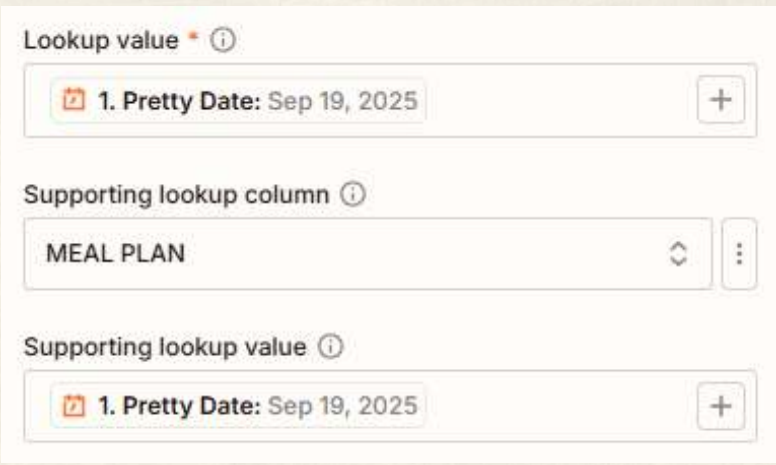 Lookup value *
1. Pretty Date: Sep 19, 2025
Supporting lookup column
MEAL PLAN
Supporting lookup value
1. Pretty Date: Sep 19, 2025